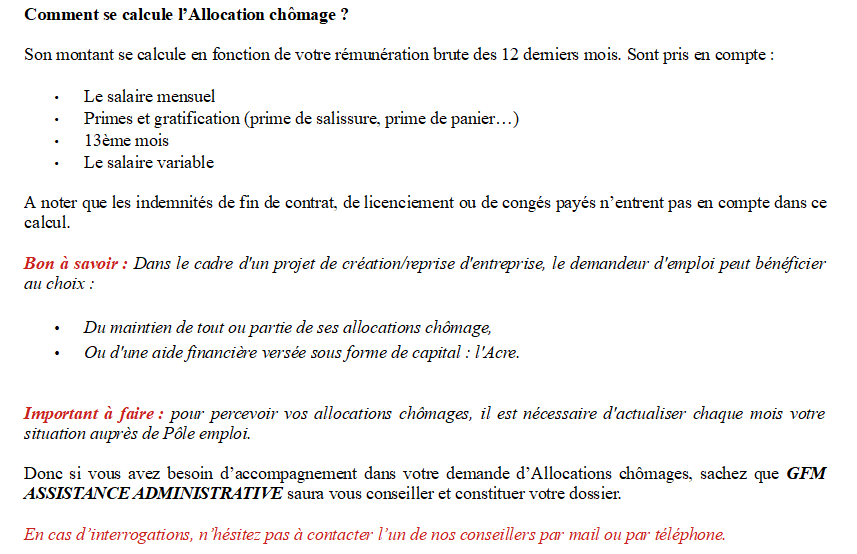 Comment se calcule l'Allocation chômage ?
Son montant se calcule en fonction de votre rémunération brute des 12 derniers mois. Sont pris en compte :
• Le salaire mensuel
• Primes et gratification (prime de salissure, prime de panier…)
• 13ème mois
• Le salaire variable
A noter que les indemnités de fin de contrat, de licenciement ou de congés payés n'entrent pas en compte dans ce
calcul.
Bon à savoir : Dans le cadre d'un projet de création/reprise d'entreprise, le demandeur d'emploi peut bénéficier
au choix :
• Du maintien de tout ou partie de ses allocations chômage,
• Ou d'une aide financière versée sous forme de capital : l'Acre.
Important à faire : pour percevoir vos allocations chômages, il est nécessaire d'actualiser chaque mois votre
situation auprès de Pôle emploi.
Donc si vous avez besoin d'accompagnement dans votre demande d'Allocations chômages, sachez que GFM
ASSISTANCE ADMINISTRATIVE saura vous conseiller et constituer votre dossier.
En cas d'interrogations, n'hésitez pas à contacter l'un de nos conseillers par mail ou par téléphone.